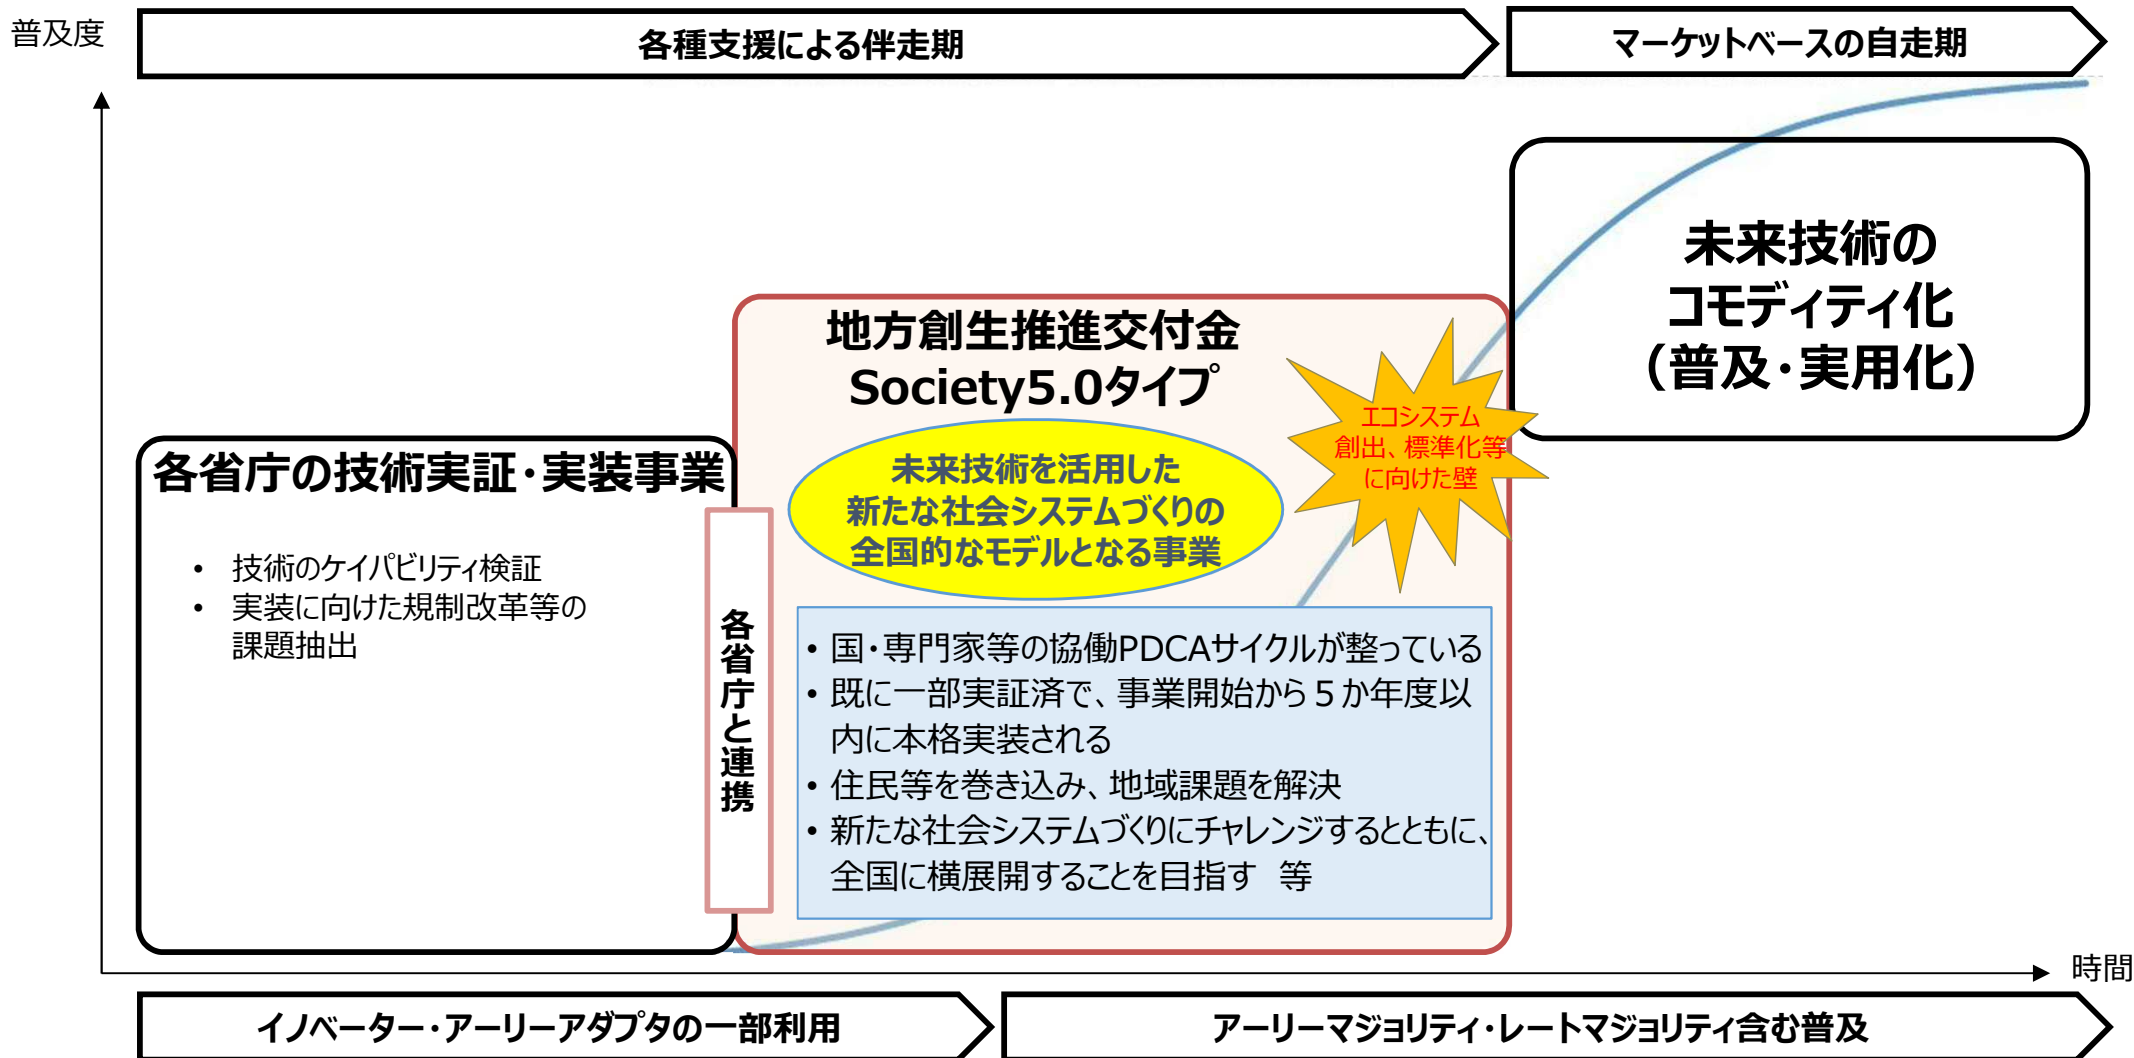 普及度
各種支援による伴走期
マーケットベースの自走期
未来技術の
コモディティ化
（普及・実用化）
地方創生推進交付金
Society5.0タイプ
エコシステム
創出、標準化等
に向けた壁
未来技術を活用した
新たな社会システムづくりの
全国的なモデルとなる事業
各省庁の技術実証・実装事業
• 技術のケイパビリティ検証
• 実装に向けた規制改革等の
課題抽出
各省庁と連携
• 国・専門家等の協働PDCAサイクルが整っている
• 既に一部実証済で、事業開始から５か年度以
内に本格実装される
• 住民等を巻き込み、地域課題を解決
• 新たな社会システムづくりにチャレンジするとともに、
全国に横展開することを目指す　等
時間
イノベーター・アーリーアダプタの一部利用
アーリーマジョリティ・レートマジョリティ含む普及